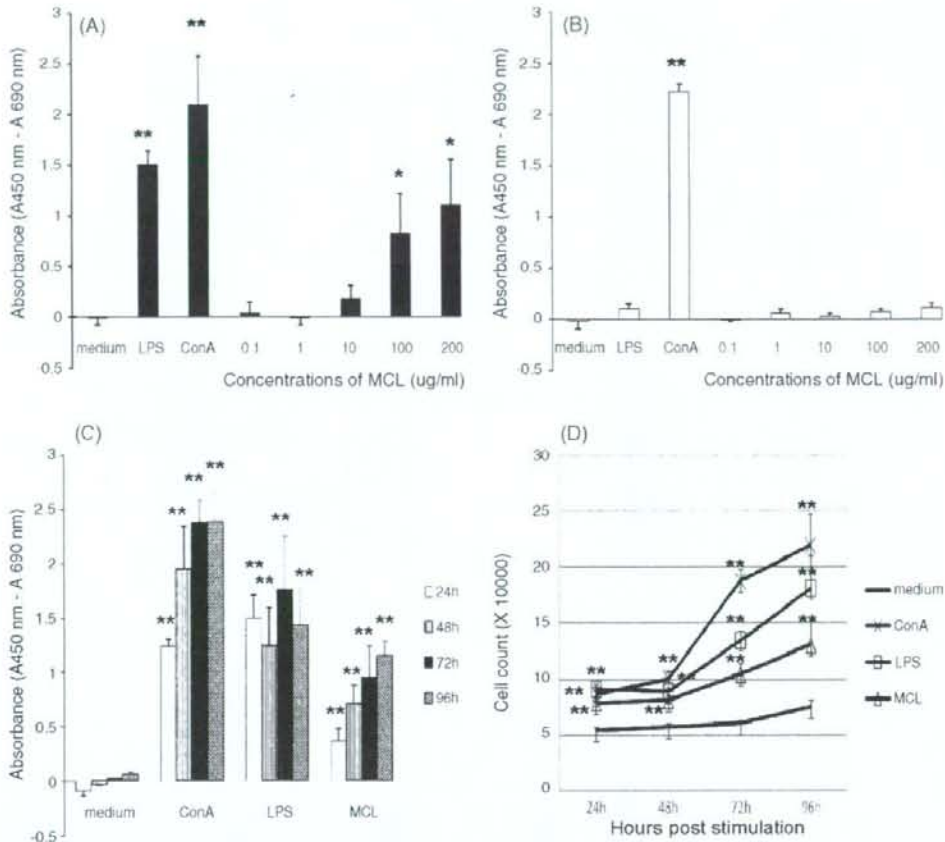 (A)
Absorbance (A450 nm - A 690 nm)
3
2.5
2
1.5
1
0.5
0
-0.5
**
**
*
*
medium LPS ConA 0.1 1 10 100 200
Concentrations of MCL (ug/ml)
(B)
Absorbance (A450 nm - A 690 nm)
3
2.5
2
1.5
1
0.5
0
-0.5
**
medium LPS ConA 0.1 1 10 100 200
Concentrations of MCL (ug/ml)
(C)
Absorbance (A450 nm - A 690 nm)
3
2.5
2
1.5
1
0.5
0
-0.5
** ** ** **
** ** ** **
** ** ** **
medium ConA LPS MCL
24h
48h
72h
96h
(D)
Cell count (X 10000)
30
25
20
15
10
5
0
** ** ** **
** ** ** **
** ** ** **
24h 48h 72h 96h
Hours post stimulation
medium
ConA
LPS
MCL